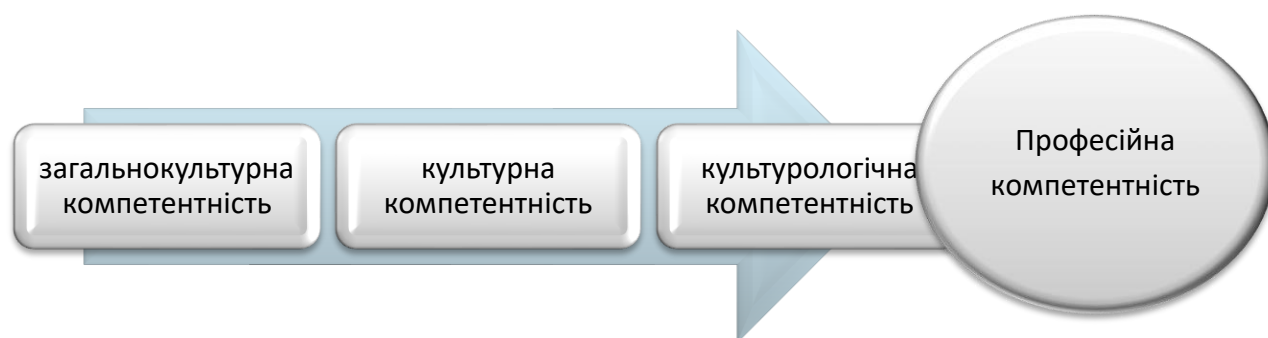 загальнокультурна
компетентність
культурна
компетентність
культурологічна
компетентність
Професійна
компетентність